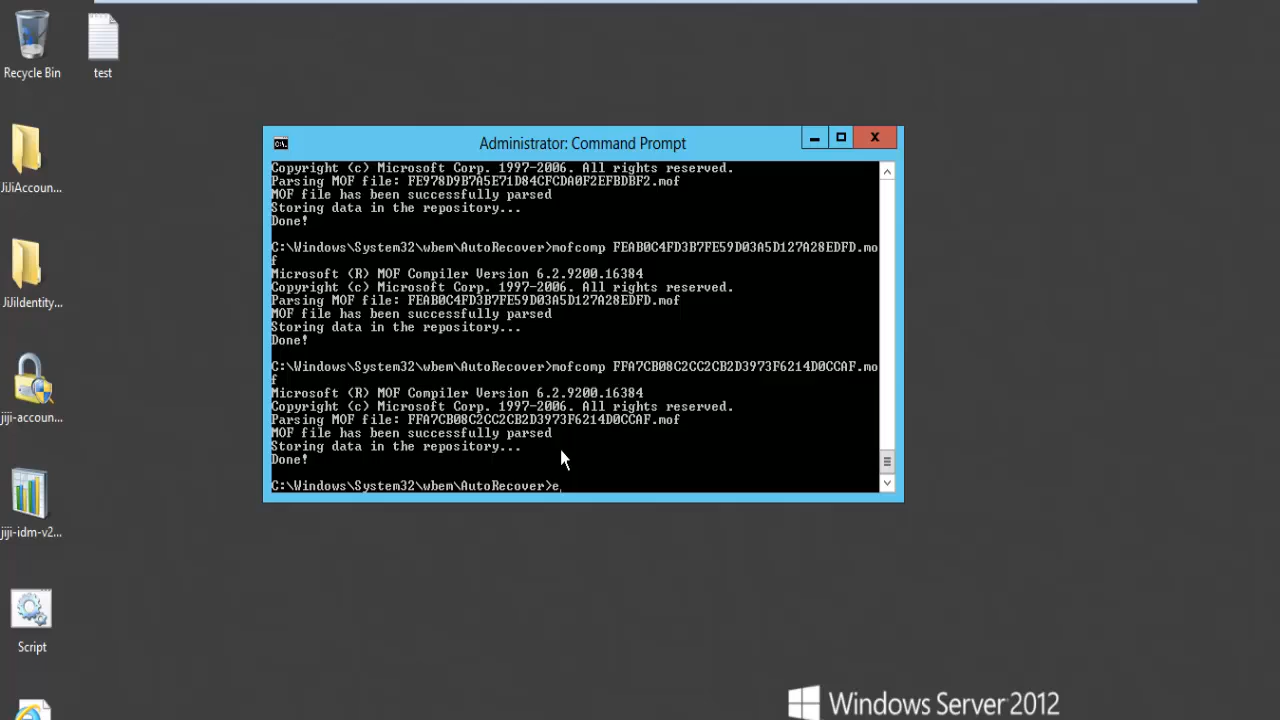 Recycle Bin
test
JiJiAccoun...
JiJiIdentity...
jiji-accoun...
jiji-idm-v2...
Script
Administrator: Command Prompt
Copyright (c) Microsoft Corp. 1997-2006. All rights reserved.
Parsing MOF file: FE978D9B7A5E71D84CFCDA0F2EFBDBF2.mof
MOF file has been successfully parsed
Storing data in the repository...
Done!
C:\Windows\System32\wbem\AutoRecover>mofcomp FEAB0C4FD3B7FE59D03A5D127A28EDFD.mo
f
Microsoft (R) MOF Compiler Version 6.2.9200.16384
Copyright (c) Microsoft Corp. 1997-2006. All rights reserved.
Parsing MOF file: FEAB0C4FD3B7FE59D03A5D127A28EDFD.mof
MOF file has been successfully parsed
Storing data in the repository...
Done!
C:\Windows\System32\wbem\AutoRecover>mofcomp FFA7CB08C2CC2CB2D3973F6214D0CCAF.mo
f
Microsoft (R) MOF Compiler Version 6.2.9200.16384
Copyright (c) Microsoft Corp. 1997-2006. All rights reserved.
Parsing MOF file: FFA7CB08C2CC2CB2D3973F6214D0CCAF.mof
MOF file has been successfully parsed
Storing data in the repository...
Done!
C:\Windows\System32\wbem\AutoRecover>e
Windows Server 2012